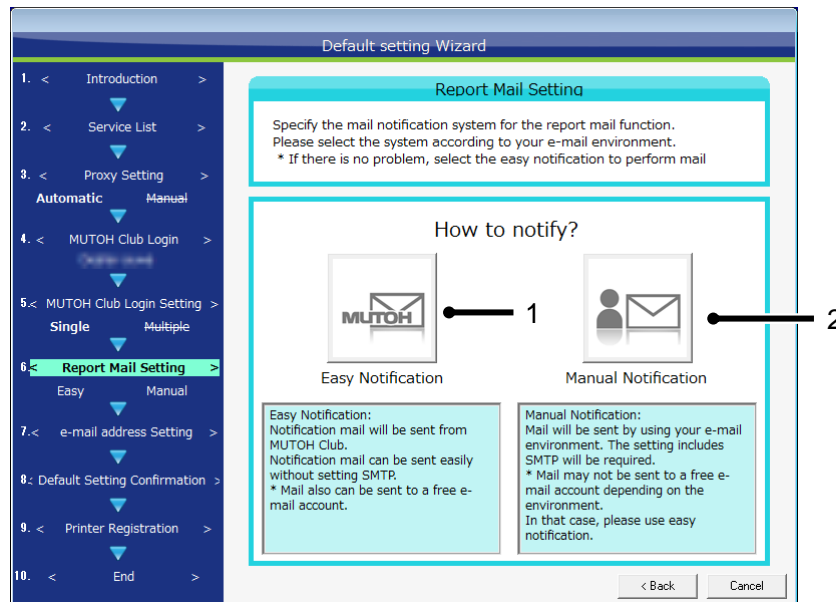 Default setting Wizard
1. < Introduction >
2. < Service List >
3. < Proxy Setting >
Automatic Manual
4. < MUTOH Club Login >
5.< MUTOH Club Login Setting >
Single Multiple
6.< Report Mail Setting >
Easy Manual
7.< e-mail address Setting >
8.< Default Setting Confirmation >
9. < Printer Registration >
10. < End >
Report Mail Setting
Specify the mail notification system for the report mail function.
Please select the system according to your e-mail environment.
* If there is no problem, select the easy notification to perform mail
How to notify?
MUTOH
1
2
Easy Notification
Manual Notification
Easy Notification:
Notification mail will be sent from
MUTOH Club.
Notification mail can be sent easily
without setting SMTP.
* Mail also can be sent to a free e-
mail account.
Manual Notification:
Mail will be sent by using your e-mail
environment. The setting includes
SMTP will be required.
* Mail may not be sent to a free e-
mail account depending on the
environment.
In that case, please use easy
notification.
< Back
Cancel